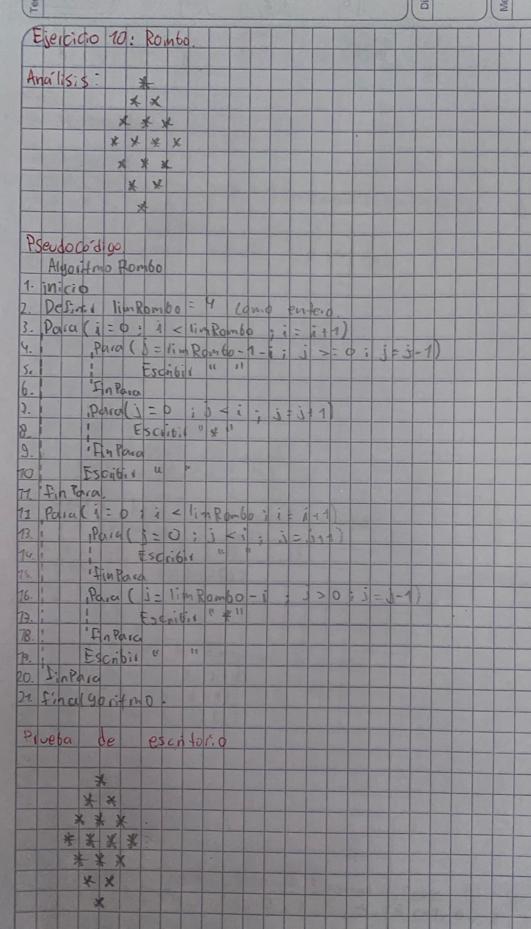 Ejercicio 10: Rombo.
Análisis:
*
* *
* * *
* * * *
* * *
* *
*
Pseudocódigo
Algoritmo Rombo
1. inicio
2. Definir limRombo = 4 como entero.
3. Para (i = 0 ; i < limRombo ; i = i+1)
4. Para (j = limRombo-1-i ; j >= 0 ; j = j-1)
5. Escribir " "
6. FinPara
7. Para (j = 0 ; j < i ; j = j+1)
8. Escribir "*"
9. FinPara
10 Escribir " "
11. finPara.
11 Para (i = 0 ; i < limRombo ; i = i+1)
13. Para (j = 0 ; j < i ; j = j+1)
14. Escribir " "
15. finPara
16. Para (j = limRombo-i ; j > 0 ; j = j-1)
17. Escribir "*"
18. FinPara
19. Escribir " "
20. finPara
21. finalgoritmo.
Prueba de escritorio
*
* *
* * *
* * * *
* * *
* *
*